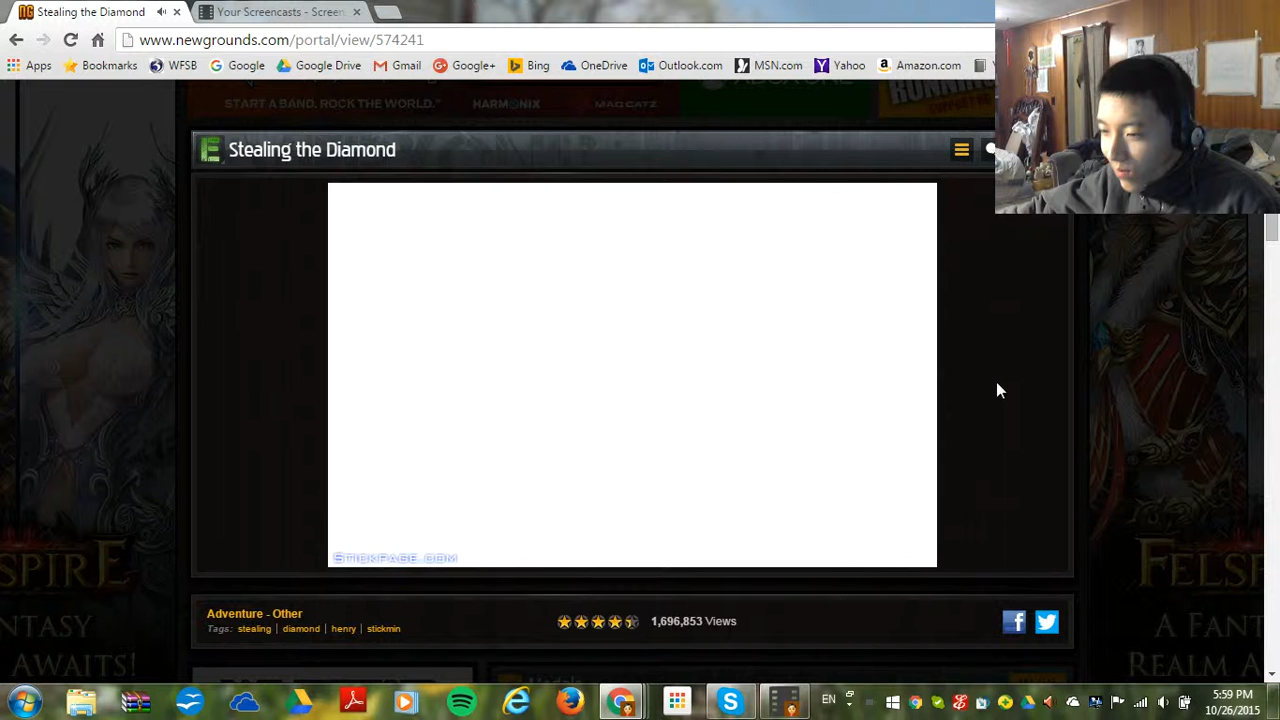 Stealing the Diamond
Your Screencasts - Screen
www.newgrounds.com/portal/view/574241
Apps Bookmarks WFSB Google Google Drive Gmail Google+ Bing OneDrive Outlook.com MSN.com Yahoo Amazon.com
START A BAND, ROCK THE WORLD." HARMONIX MAD CATZ
Stealing the Diamond
STICKPAGE.COM
SPIRE
FELSP
Adventure - Other
1,696,853 Views
Tags: stealing | diamond | henry | stickmin
NTASY
AWAITS!
A FANT
REALM A
EN
5:59 PM
10/26/2015